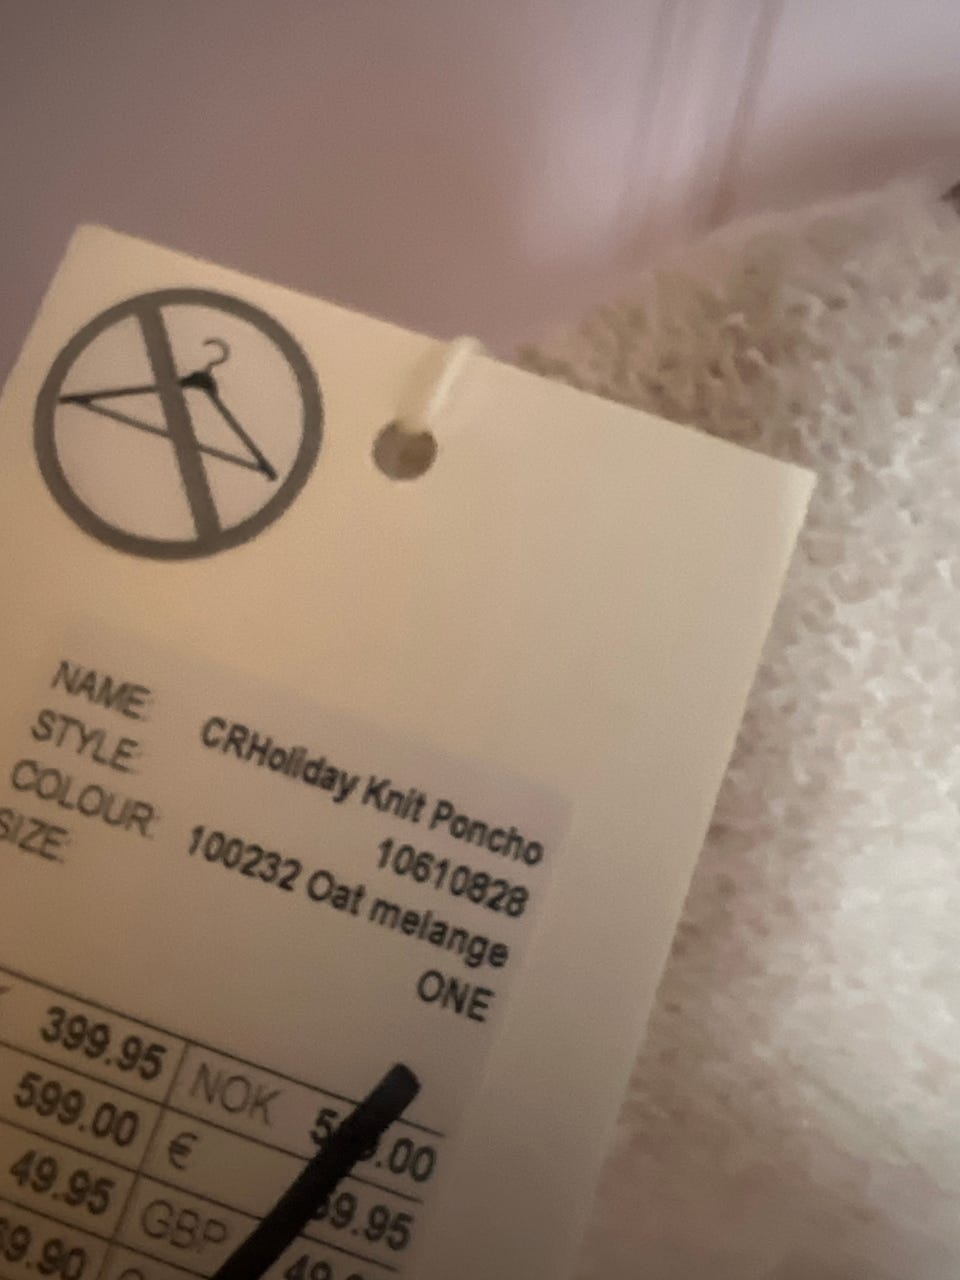 NAME: CRHoliday Knit Poncho
STYLE: 10610828
COLOUR: 100232 Oat melange
SIZE: ONE
399.95 NOK
599.00 €
49.95 GBP